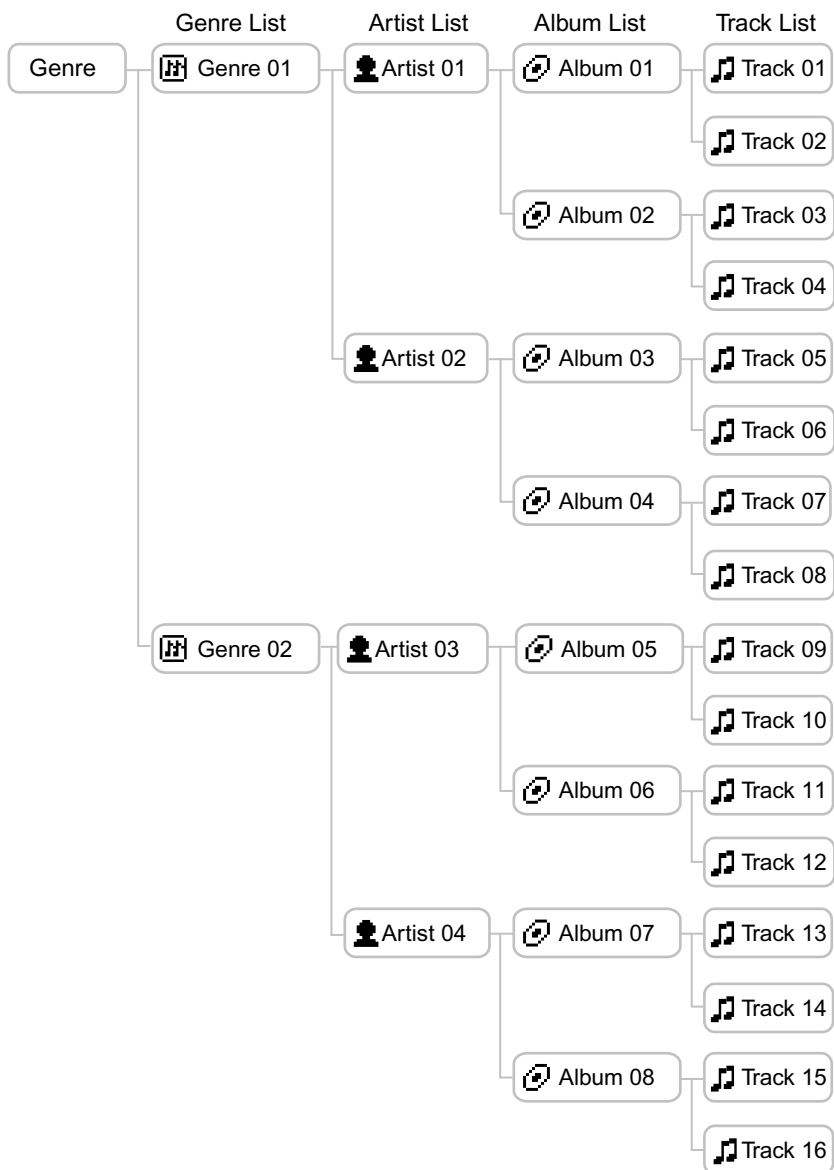 Genre List Artist List Album List Track List
Genre Genre 01 Artist 01 Album 01 Track 01
Track 02
Album 02 Track 03
Track 04
Artist 02 Album 03 Track 05
Track 06
Album 04 Track 07
Track 08
Genre 02 Artist 03 Album 05 Track 09
Track 10
Album 06 Track 11
Track 12
Artist 04 Album 07 Track 13
Track 14
Album 08 Track 15
Track 16